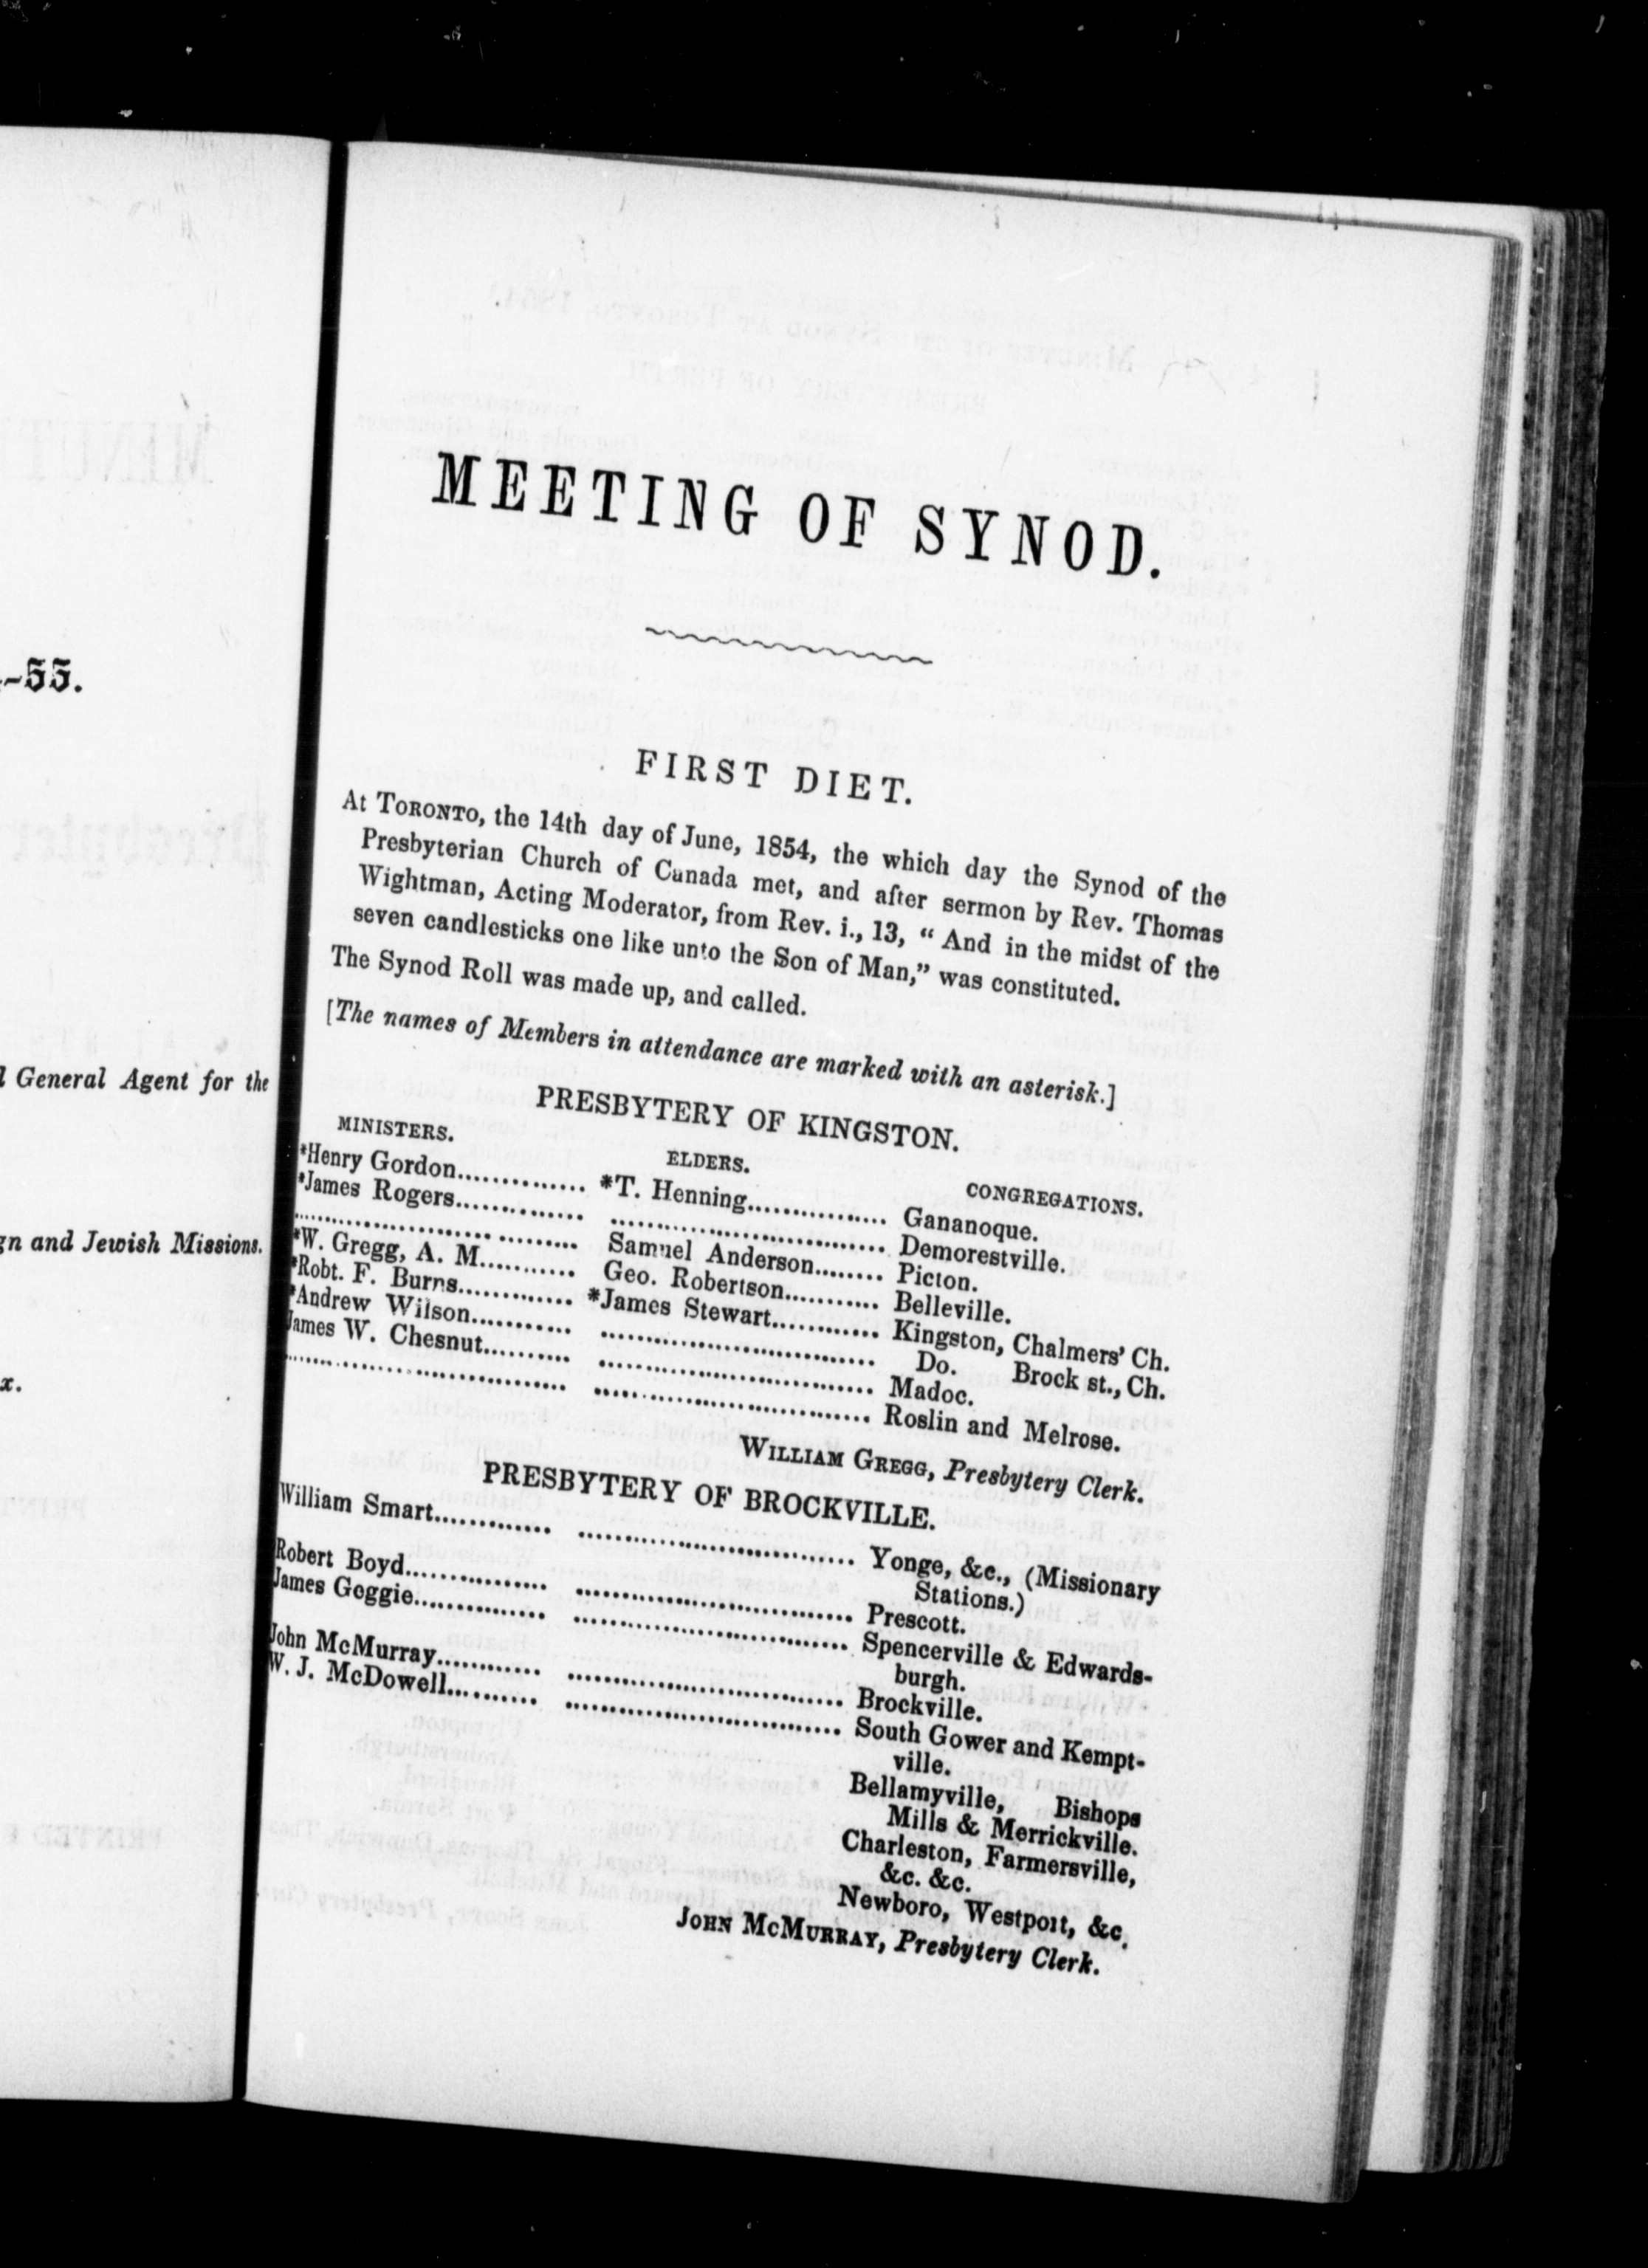 -55.
l General Agent for the
gn and Jewish Missions.
x.
MEETING OF SYNOD.
FIRST DIET.
At TORONTO, the 14th day of June, 1854, the which day the Synod of the
Presbyterian Church of Canada met, and after sermon by Rev. Thomas
Wightman, Acting Moderator, from Rev. i., 13, “ And in the midst of the
seven candlesticks one like unto the Son of Man,” was constituted.
The Synod Roll was made up, and called.
[The names of Members in attendance are marked with an asterisk.]
PRESBYTERY OF KINGSTON.
MINISTERS. ELDERS. CONGREGATIONS.
*Henry Gordon.............. *T. Henning................ Gananoque.
*James Rogers.............. ................................ Demorestville.
................................ Samuel Anderson........ Picton.
*W. Gregg, A. M........... Geo. Robertson........... Belleville.
*Robt. F. Burns............. *James Stewart............ Kingston, Chalmers' Ch.
*Andrew Wilson........... ................................ Do. Brock st., Ch.
James W. Chesnut.......... ................................ Madoc.
................................ ................................ Roslin and Melrose.
WILLIAM GREGG, Presbytery Clerk.
PRESBYTERY OF BROCKVILLE.
William Smart............. ................................ Yonge, &c., (Missionary
Stations.)
Robert Boyd................ ................................ Prescott.
James Geggie............... ................................ Spencerville & Edwards-
burgh.
John McMurray............ ................................ Brockville.
W. J. McDowell........... ................................ South Gower and Kempt-
ville.
Bellamyville, Bishops
Mills & Merrickville.
Charleston, Farmersville,
&c. &c.
Newboro, Westport, &c.
JOHN MCMURRAY, Presbytery Clerk.